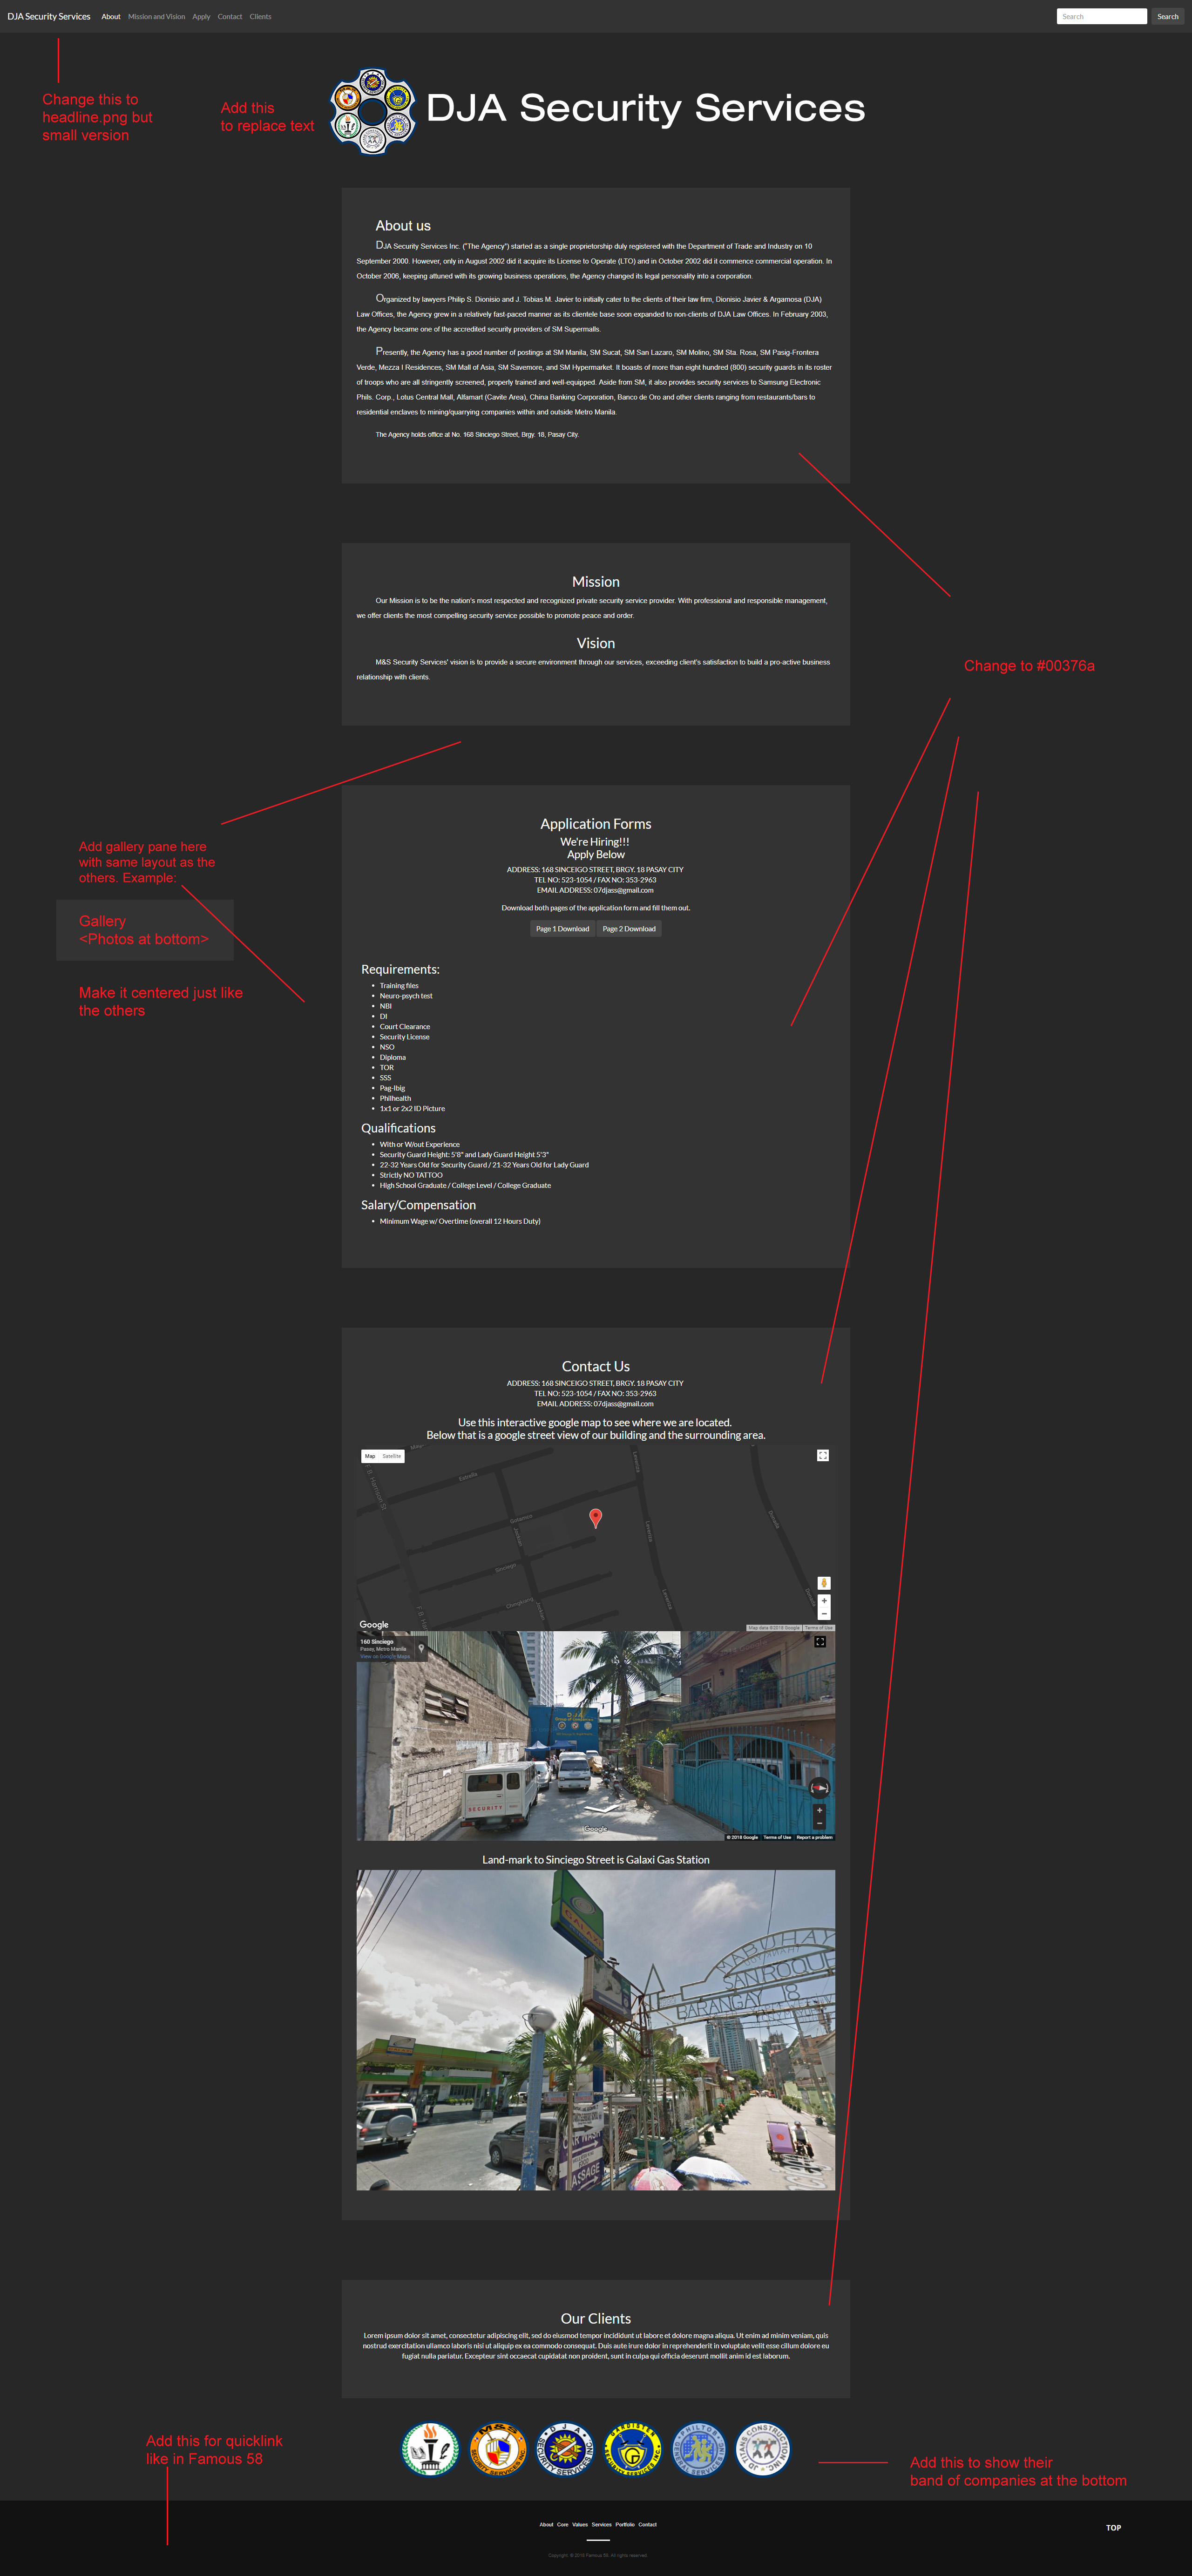 DJA Security Services About Mission and Vision Apply Contact Clients Search Search
Change this to
headline.png but
small version
Add this
to replace text
DJA Security Services
About us
DJA Security Services Inc. ("The Agency") started as a single proprietorship duly registered with the Department of Trade and Industry on 10
September 2000. However, only in August 2002 did it acquire its License to Operate (LTO) and in October 2002 did it commence commercial operation. In
October 2006, keeping attuned with its growing business operations, the Agency changed its legal personality into a corporation.
Organized by lawyers Philip S. Dionisio and J. Tobias M. Javier to initially cater to the clients of their law firm, Dionisio Javier & Argamosa (DJA)
Law Offices, the Agency grew in a relatively fast-paced manner as its clientele base soon expanded to non-clients of DJA Law Offices. In February 2003,
the Agency became one of the accredited security providers of SM Supermalls.
Presently, the Agency has a good number of postings at SM Manila, SM Sucat, SM San Lazaro, SM Molino, SM Sta. Rosa, SM Pasig-Frontera
Verde, Mezza I Residences, SM Mall of Asia, SM Savemore, and SM Hypermarket. It boasts of more than eight hundred (800) security guards in its roster
of troops who are all stringently screened, properly trained and well-equipped. Aside from SM, it also provides security services to Samsung Electronic
Phils. Corp., Lotus Central Mall, Alfamart (Cavite Area), China Banking Corporation, Banco de Oro and other clients ranging from restaurants/bars to
residential enclaves to mining/quarrying companies within and outside Metro Manila.
The Agency holds office at No. 168 Sinciego Street, Brgy. 18, Pasay City.
Mission
Our Mission is to be the nation's most respected and recognized private security service provider. With professional and responsible management,
we offer clients the most compelling security service possible to promote peace and order.
Vision
M&S Security Services' vision is to provide a secure environment through our services, exceeding client's satisfaction to build a pro-active business
relationship with clients.
Change to #00376a
Add gallery pane here
with same layout as the
others. Example:
Gallery
<Photos at bottom>
Make it centered just like
the others
Application Forms
We're Hiring!!!
Apply Below
ADDRESS: 168 SINCEIGO STREET, BRGY. 18 PASAY CITY
TEL NO: 523-1054 / FAX NO: 353-2963
EMAIL ADDRESS: 07djass@gmail.com
Download both pages of the application form and fill them out.
Page 1 Download Page 2 Download
Requirements:
• Training files
• Neuro-psych test
• NBI
• DI
• Court Clearance
• Security License
• NSO
• Diploma
• TOR
• SSS
• Pag-Ibig
• Philhealth
• 1x1 or 2x2 ID Picture
Qualifications
• With or W/out Experience
• Security Guard Height: 5'8" and Lady Guard Height 5'3"
• 22-32 Years Old for Security Guard / 21-32 Years Old for Lady Guard
• Strictly NO TATTOO
• High School Graduate / College Level / College Graduate
Salary/Compensation
• Minimum Wage w/ Overtime (overall 12 Hours Duty)
Contact Us
ADDRESS: 168 SINCEIGO STREET, BRGY. 18 PASAY CITY
TEL NO: 523-1054 / FAX NO: 353-2963
EMAIL ADDRESS: 07djass@gmail.com
Use this interactive google map to see where we are located.
Below that is a google street view of our building and the surrounding area.
Map Satellite
Estrella
Leveriza
F.B. Harrison St
Sinciego
Leveriza
Google
Map data ©2018 Google Terms of Use
160 Sinciego
Pasay, Metro Manila
View on Google Maps
DJA
SECURITY
Google
© 2018 Google Terms of Use Report a problem
Land-mark to Sinciego Street is Galaxi Gas Station
GALAXI
MABUHAY
SAN ROQUE
BARANGAY 18
CAR WASH
MASSAGE
Our Clients
Lorem ipsum dolor sit amet, consectetur adipiscing elit, sed do eiusmod tempor incididunt ut labore et dolore magna aliqua. Ut enim ad minim veniam, quis
nostrud exercitation ullamco laboris nisi ut aliquip ex ea commodo consequat. Duis aute irure dolor in reprehenderit in voluptate velit esse cillum dolore eu
fugiat nulla pariatur. Excepteur sint occaecat cupidatat non proident, sunt in culpa qui officia deserunt mollit anim id est laborum.
M&S
SECURITY SERVICES INC.
DJA
SECURITY SERVICES INC.
Add this for quicklink
like in Famous 58
Add this to show their
band of companies at the bottom
About Core Values Services Portfolio Contact
TOP
Copyright © 2018 Famous 58. All rights reserved.